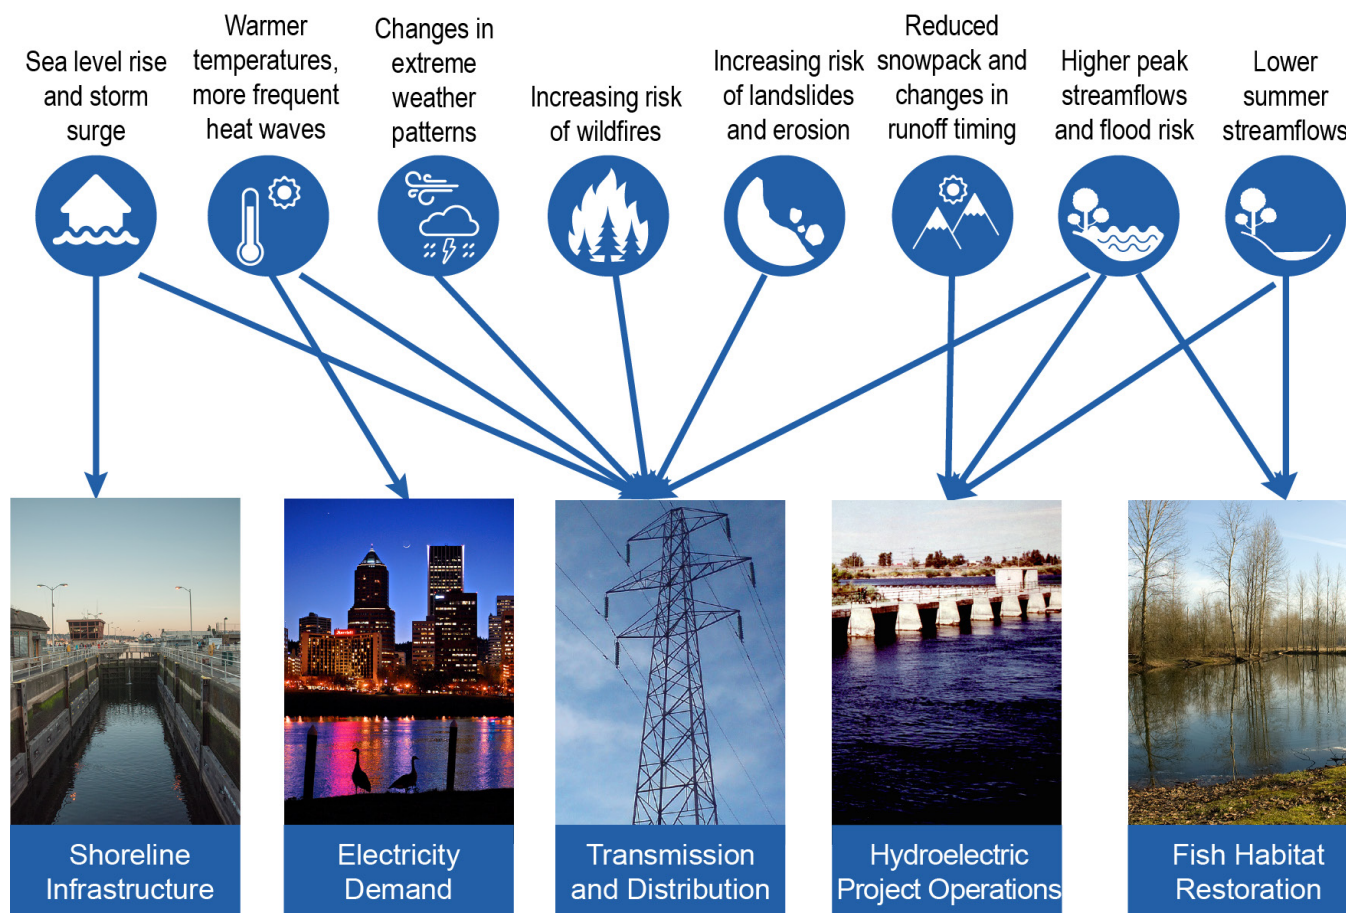 Sea level rise
and storm
surge
Warmer
temperatures,
more frequent
heat waves
Changes in
extreme
weather
patterns
Increasing risk
of wildfires
Increasing risk
of landslides
and erosion
Reduced
snowpack and
changes in
runoff timing
Higher peak
streamflows
and flood risk
Lower
summer
streamflows
Marriott
Shoreline
Infrastructure
Electricity
Demand
Transmission
and Distribution
Hydroelectric
Project Operations
Fish Habitat
Restoration